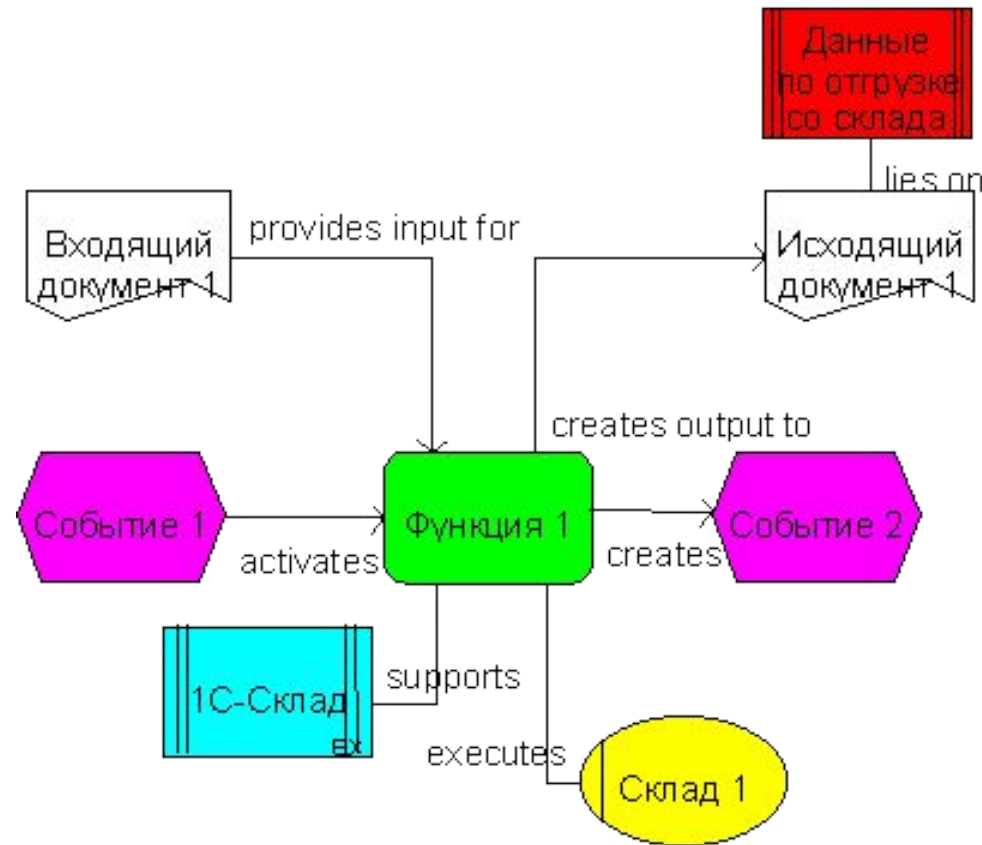 Данные
по отгрузке
со склада
lies on
Входящий
документ 1
provides input for
Исходящий
документ 1
creates output to
Событие 1
activates
Функция 1
creates
Событие 2
1С-Склад
EX
supports
executes
Склад 1